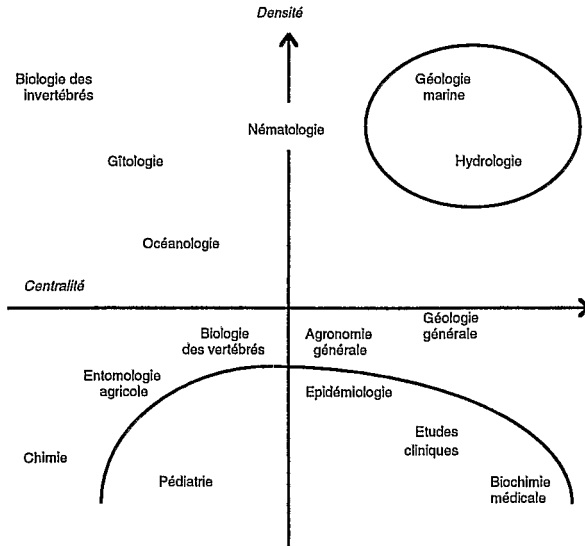 Densité
Biologie des
invertébrés
Géologie
marine
Nématologie
Gîtologie
Hydrologie
Océanologie
Centralité
Géologie
générale
Biologie
des vertébrés
Agronomie
générale
Entomologie
agricole
Epidémiologie
Etudes
cliniques
Chimie
Pédiatrie
Biochimie
médicale